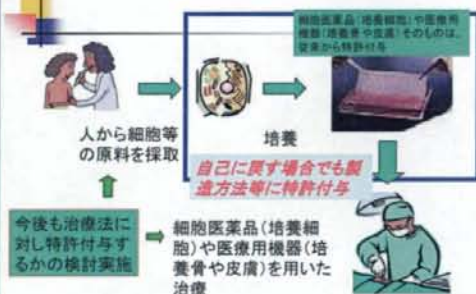 細胞医薬品(培養細胞)や医療用
機器(培養骨や皮膚)そのものは、
従来から特許付与
人から細胞等
の原料を採取
培養
自己に戻す場合でも製
造方法等に特許付与
今後も治療法に
対し特許付与す
るかの検討実施
細胞医薬品(培養細
胞)や医療用機器(培
養骨や皮膚)を用いた
治療